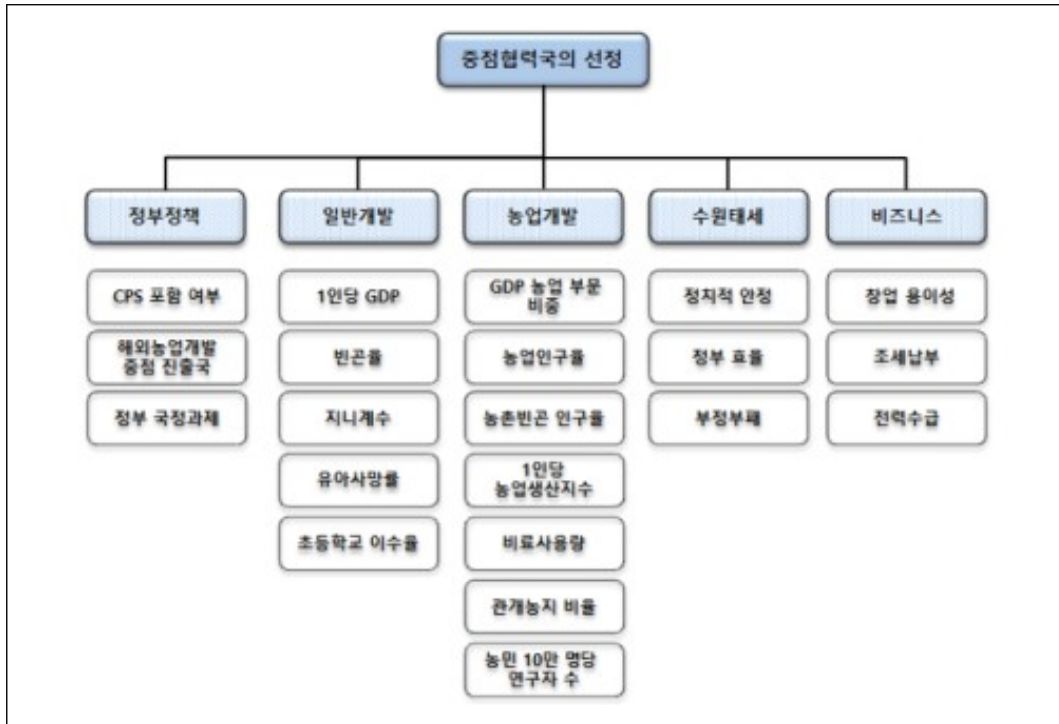 중점협력국의 선정
정부정책
일반개발
농업개발
수원태세
비즈니스
CPS 포함 여부
해외농업개발
중점 진출국
정부 국정과제
1인당 GDP
빈곤율
지니계수
유아사망률
초등학교 이수율
GDP 농업 부문
비중
농업인구율
농촌빈곤 인구율
1인당
농업생산지수
비료사용량
관개농지 비율
농민 10만 명당
연구자 수
정치적 안정
정부 효율
부정부패
창업 용이성
조세납부
전력수급